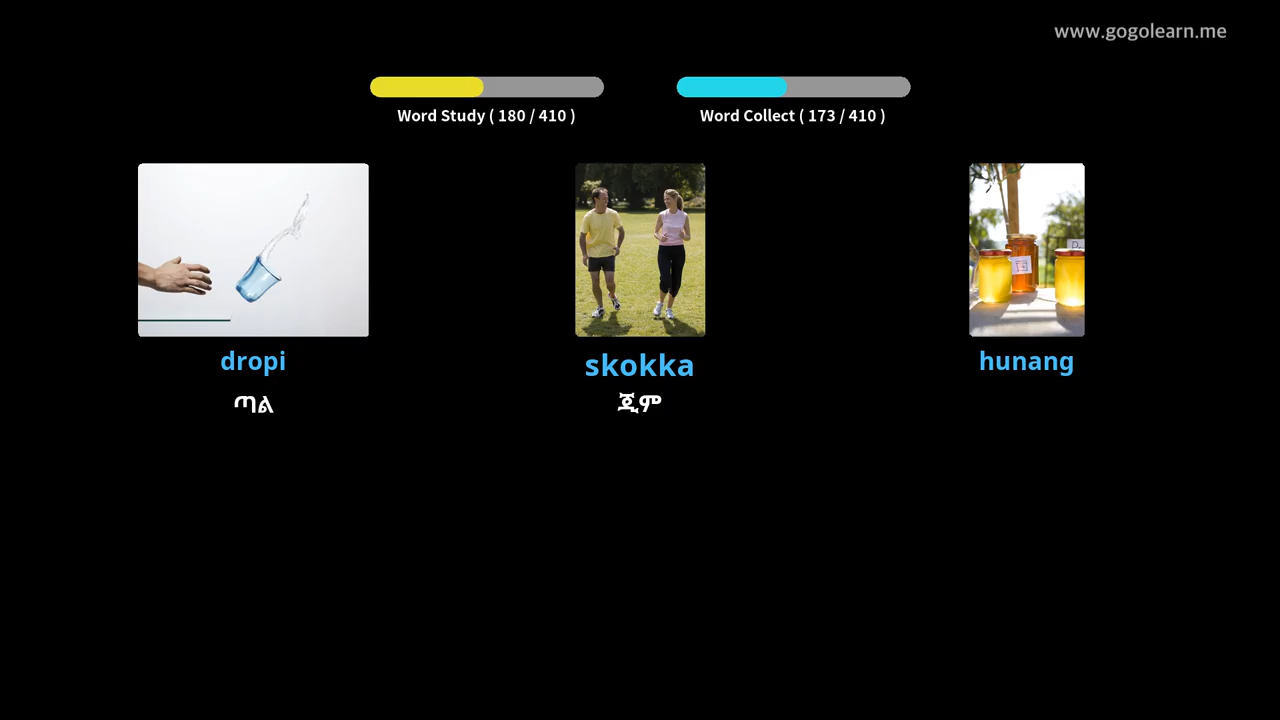 www.gogolearn.me
Word Study ( 180 / 410 )
Word Collect ( 173 / 410 )
dropi
skokka
hunang
ጣል
ጂም